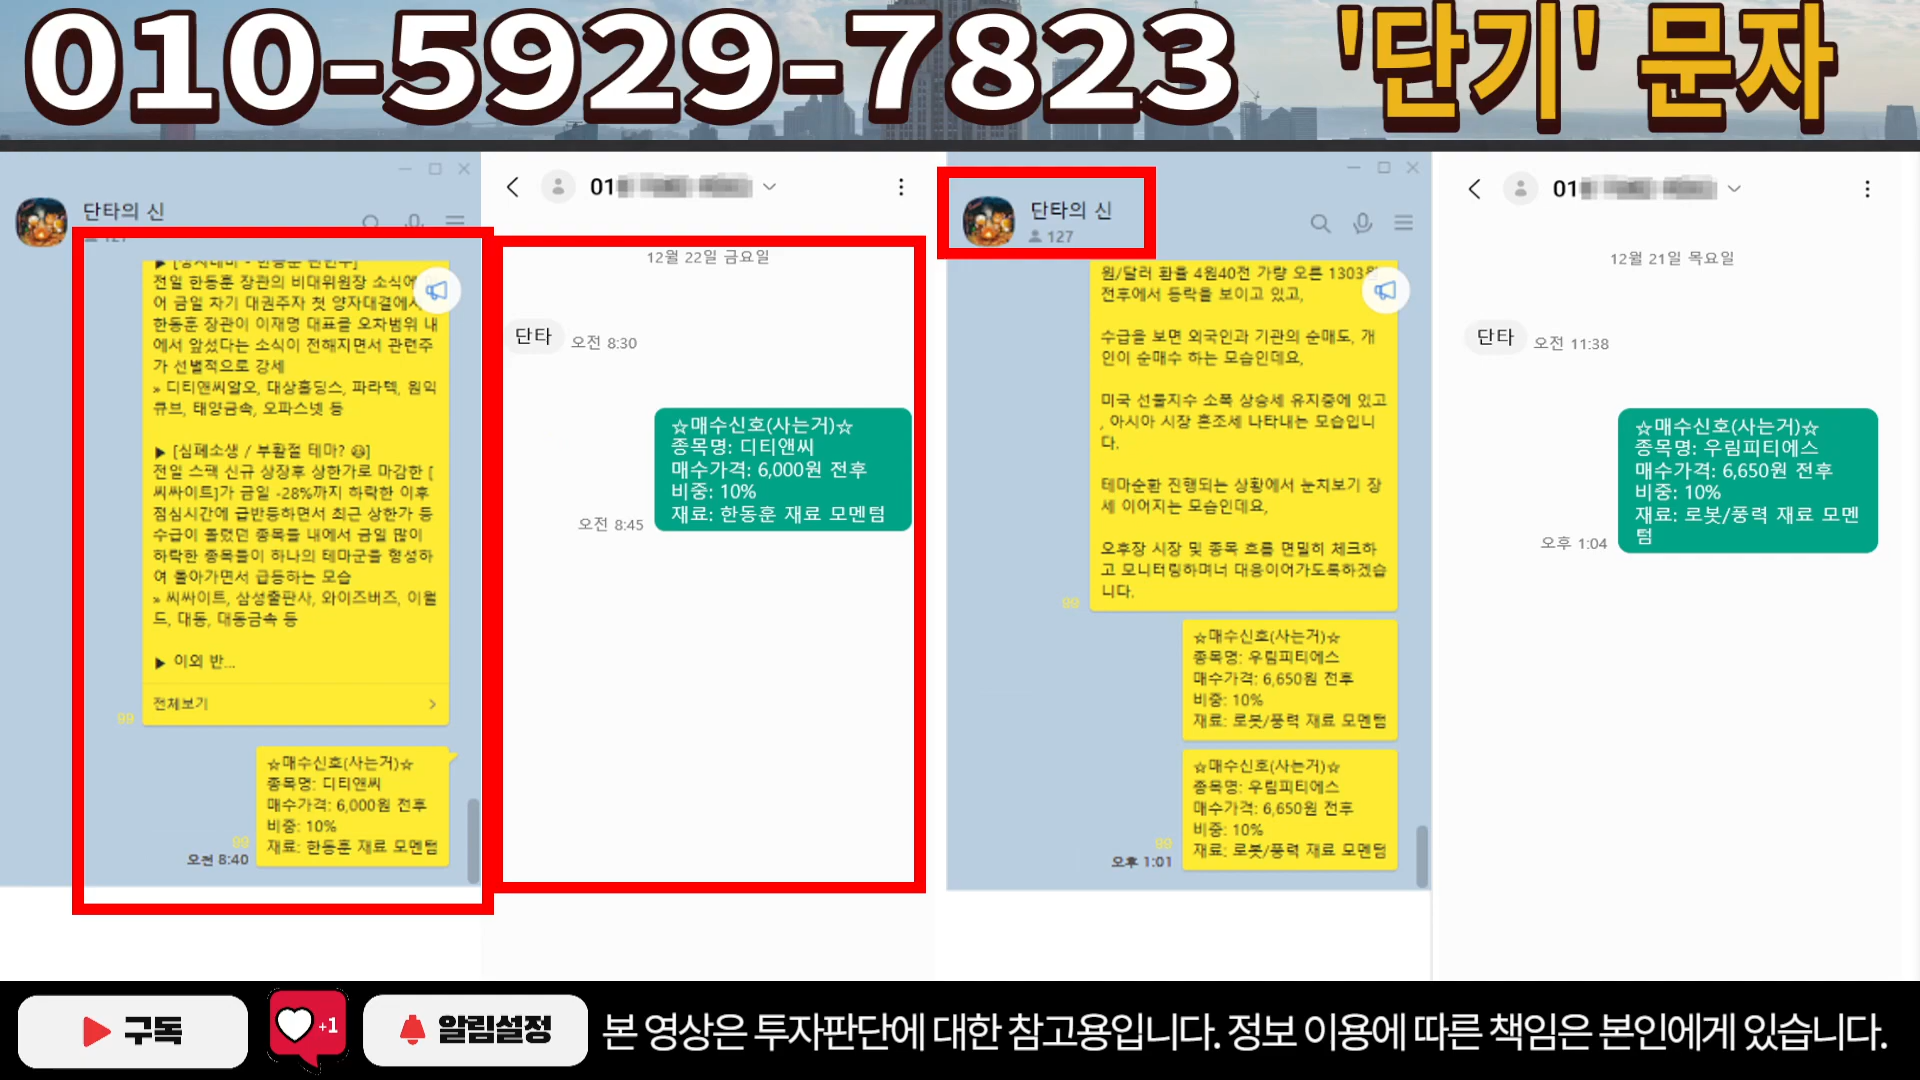 010-5929-7823 '단기' 문자
단타의 신
127
전일 한동훈 장관의 비대위원장 소식에
어 금일 차기 대권주자 첫 양자대결에서
한동훈 장관이 이재명 대표를 오차범위 내
에서 앞섰다는 소식이 전해지면서 관련주
가 선별적으로 강세
» 디티앤씨알오, 대상홀딩스, 파라텍, 원익
큐브, 태양금속, 오파스넷 등
▶ [심폐소생 / 부활절 테마? ]
전일 스팩 신규 상장후 상한가로 마감한 [
씨싸이트]가 금일 -28%까지 하락한 이후
점심시간에 급반등하면서 최근 상한가 등
수급이 몰렸던 종목들 내에서 금일 많이
하락한 종목들이 하나의 테마군을 형성하
여 돌아가면서 급등하는 모습
» 씨싸이트, 삼성출판사, 와이즈버즈, 이월
드, 대동, 대동금속 등
▶ 이외 반...
전체보기
99
☆매수신호(사는거)☆
종목명: 디티앤씨
매수가격: 6,000원 전후
비중: 10%
재료: 한동훈 재료 모멘텀
99
오전 8:40
01
12월 22일 금요일
단타
오전 8:30
☆매수신호(사는거)☆
종목명: 디티앤씨
매수가격: 6,000원 전후
비중: 10%
재료: 한동훈 재료 모멘텀
오전 8:45
단타의 신
127
원/달러 환율 4원40전 가량 오른 1303원
전후에서 등락을 보이고 있고,
수급을 보면 외국인과 기관의 순매도, 개
인이 순매수 하는 모습인데요,
미국 선물지수 소폭 상승세 유지중에 있고
, 아시아 시장 혼조세 나타내는 모습입니
다.
테마순환 진행되는 상황에서 눈치보기 장
세 이어지는 모습인데요,
오후장 시장 및 종목 흐름 면밀히 체크하
고 모니터링하며너 대응이어가도록하겠습
니다.
99
☆매수신호(사는거)☆
종목명: 우림피티에스
매수가격: 6,650원 전후
비중: 10%
재료: 로봇/풍력 재료 모멘텀
☆매수신호(사는거)☆
종목명: 우림피티에스
매수가격: 6,650원 전후
비중: 10%
재료: 로봇/풍력 재료 모멘텀
99
오후 1:01
01
12월 21일 목요일
단타
오전 11:38
☆매수신호(사는거)☆
종목명: 우림피티에스
매수가격: 6,650원 전후
비중: 10%
재료: 로봇/풍력 재료 모멘
텀
오후 1:04
구독
+1
알림설정
본 영상은 투자판단에 대한 참고용입니다. 정보 이용에 따른 책임은 본인에게 있습니다.